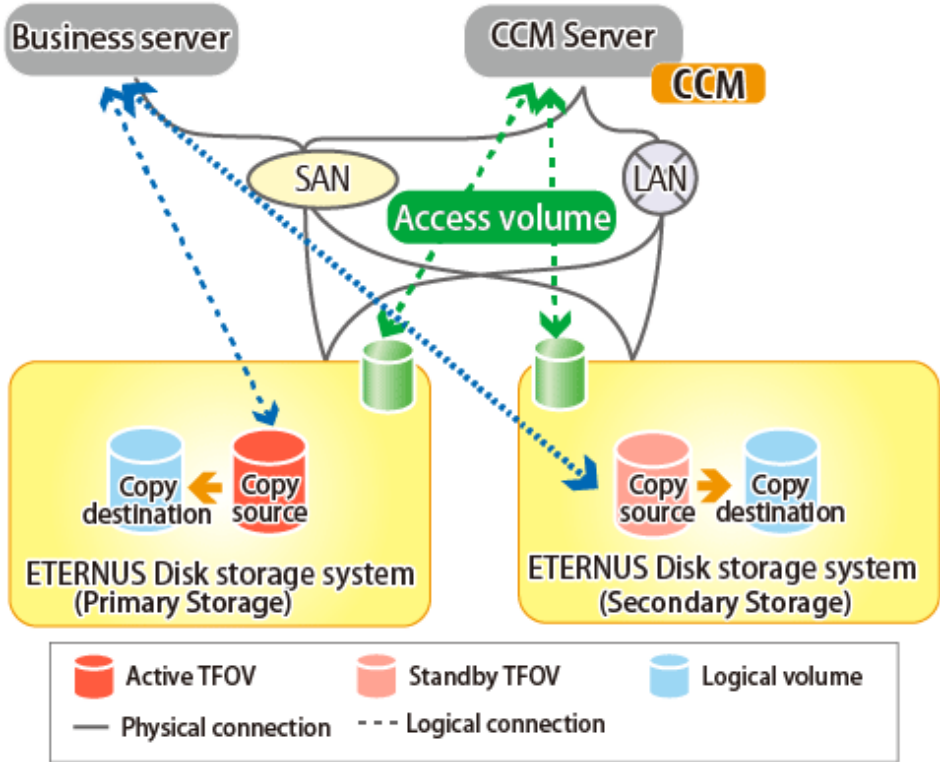 Business server
CCM Server
CCM
SAN
LAN
Access volume
Copy
destination
Copy
source
Copy
source
Copy
destination
ETERNUS Disk storage system
(Primary Storage)
ETERNUS Disk storage system
(Secondary Storage)
Active TFOV
Standby TFOV
Logical volume
Physical connection
Logical connection